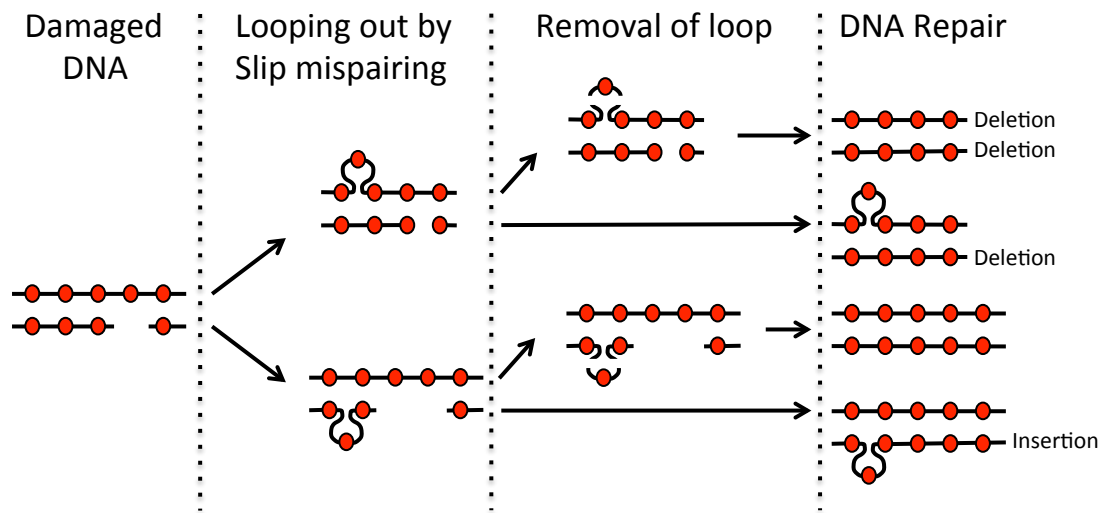 Damaged
DNA
Looping out by
Slip mispairing
Removal of loop
DNA Repair
Deletion
Deletion
Deletion
Insertion